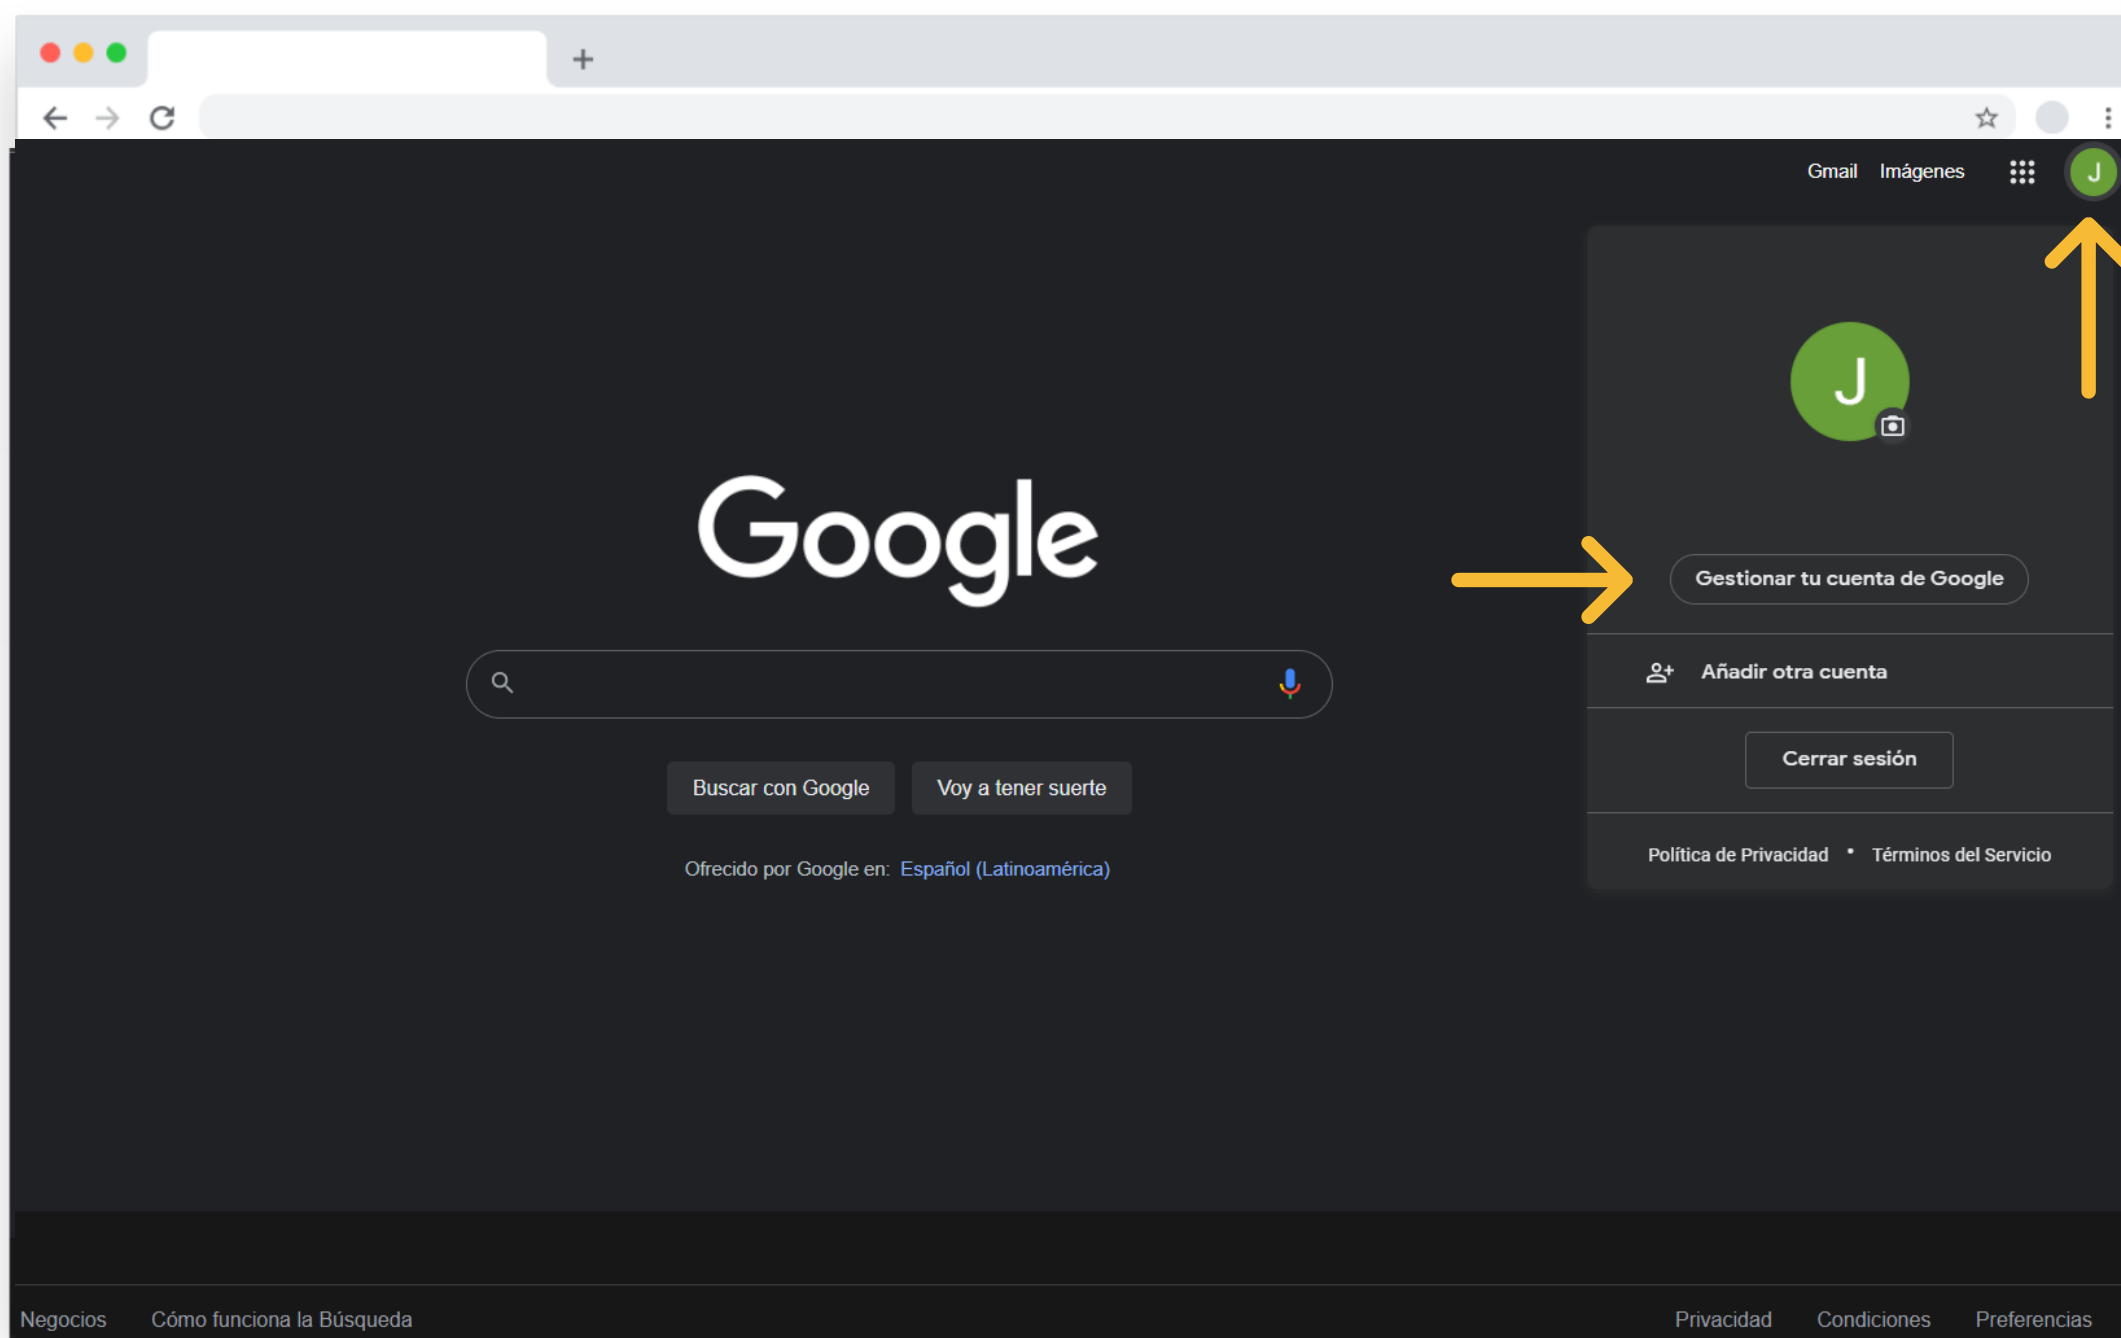 Gmail Imágenes J
J
Google
Gestionar tu cuenta de Google
Añadir otra cuenta
Cerrar sesión
Buscar con Google Voy a tener suerte
Política de Privacidad • Términos del Servicio
Ofrecido por Google en: Español (Latinoamérica)
Negocios Cómo funciona la Búsqueda Privacidad Condiciones Preferencias